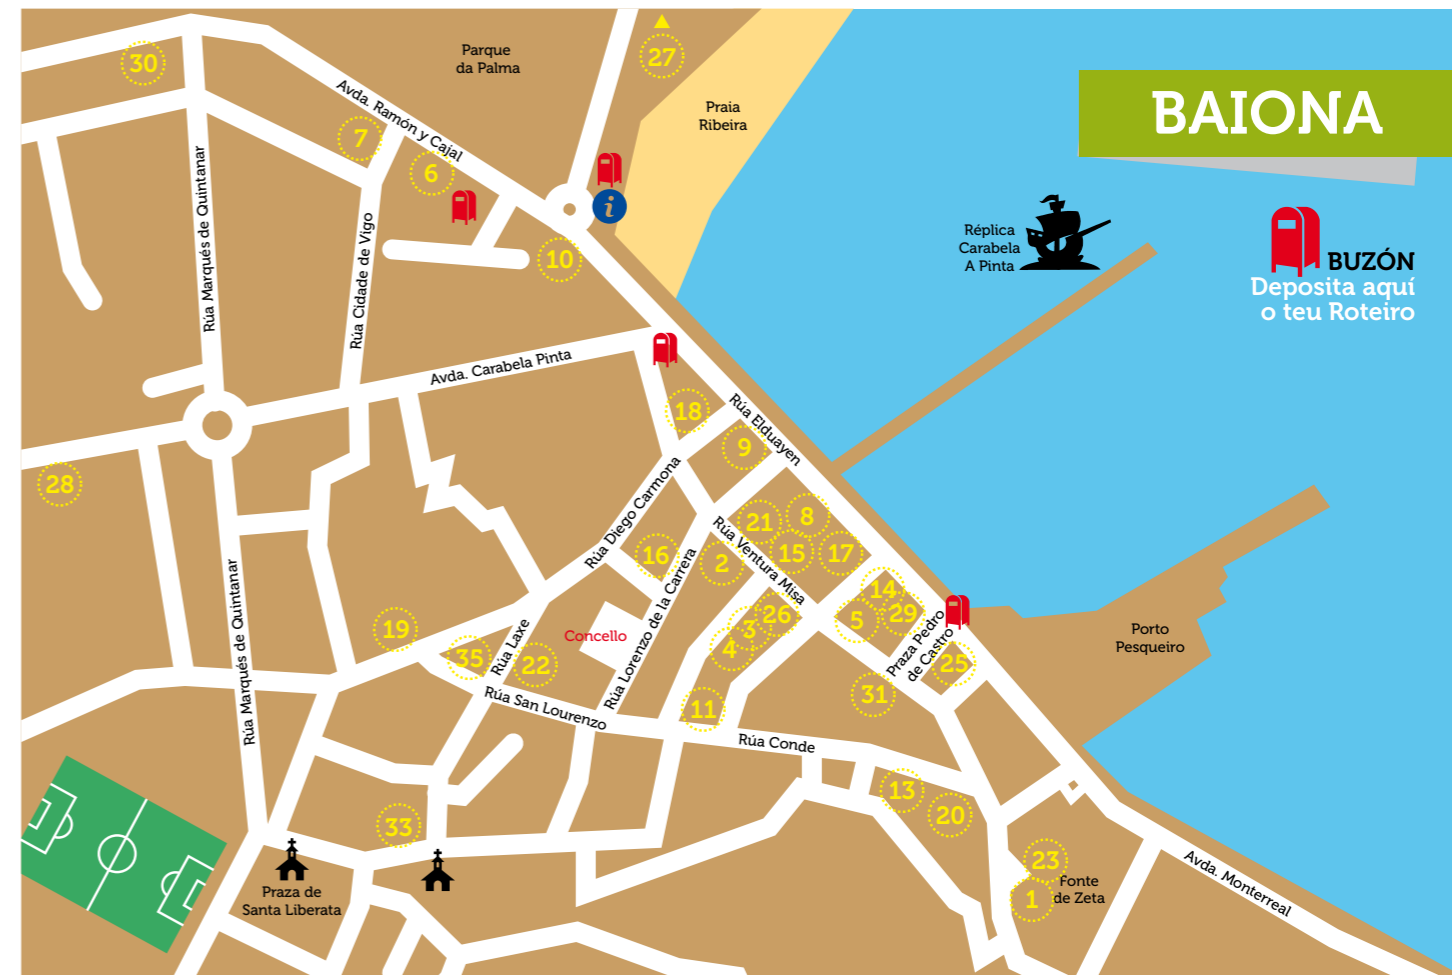 BAIONA
BUZÓN
Deposita aquí
o teu Roteiro
Parque
da Palma
27
Praia
Ribeira
30
Avda. Ramón y Cajal
7
6
i
10
Réplica
Carabela
A Pinta
Rúa Marqués de Quintanar
Rúa Cidade de Vigo
Avda. Carabela Pinta
18
Rúa Elduayen
9
28
Rúa Diego Carmona
21
8
16
2
Rúa Ventura Misa
15
17
14
29
5
Praza Pedro
de Castro
25
26
3
4
Rúa Lorenzo de la Carrera
Concello
19
35
Rúa Laxe
22
Rúa San Lourenzo
11
31
Porto
Pesqueiro
Rúa Marqués de Quintanar
Rúa Conde
13
20
33
23
1
Fonte
de Zeta
Avda. Monterreal
Praza de
Santa Liberata